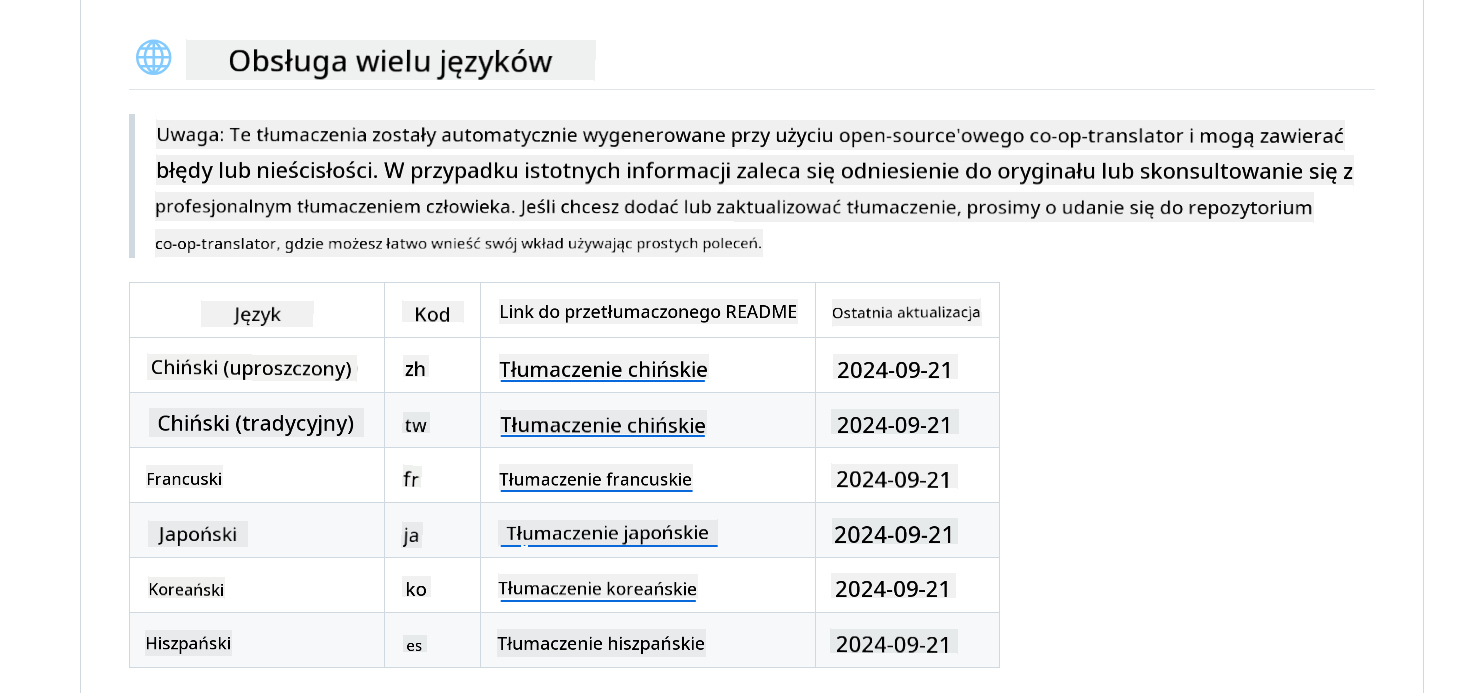 Obsługa wielu języków
Uwaga: Te tłumaczenia zostały automatycznie wygenerowane przy użyciu open-source'owego co-op-translator i mogą zawierać
błędy lub nieścisłości. W przypadku istotnych informacji zaleca się odniesienie do oryginału lub skonsultowanie się z
profesjonalnym tłumaczeniem człowieka. Jeśli chcesz dodać lub zaktualizować tłumaczenie, prosimy o udanie się do repozytorium
co-op-translator, gdzie możesz łatwo wnieść swój wkład używając prostych poleceń.
Język Kod Link do przetłumaczonego README Ostatnia aktualizacja
Chiński (uproszczony) zh Tłumaczenie chińskie 2024-09-21
Chiński (tradycyjny) tw Tłumaczenie chińskie 2024-09-21
Francuski fr Tłumaczenie francuskie 2024-09-21
Japoński ja Tłumaczenie japońskie 2024-09-21
Koreański ko Tłumaczenie koreańskie 2024-09-21
Hiszpański es Tłumaczenie hiszpańskie 2024-09-21